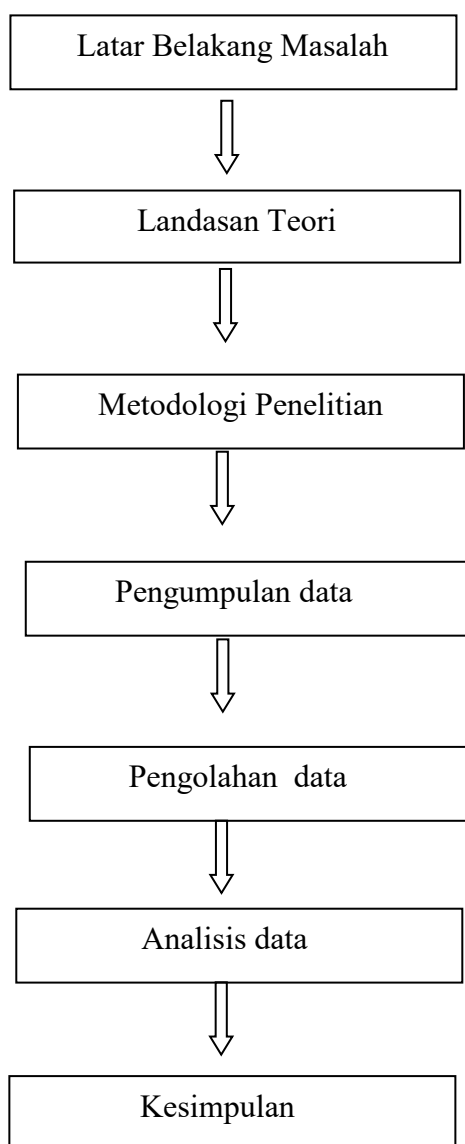 Latar Belakang Masalah
Landasan Teori
Metodologi Penelitian
Pengumpulan data
Pengolahan data
Analisis data
Kesimpulan